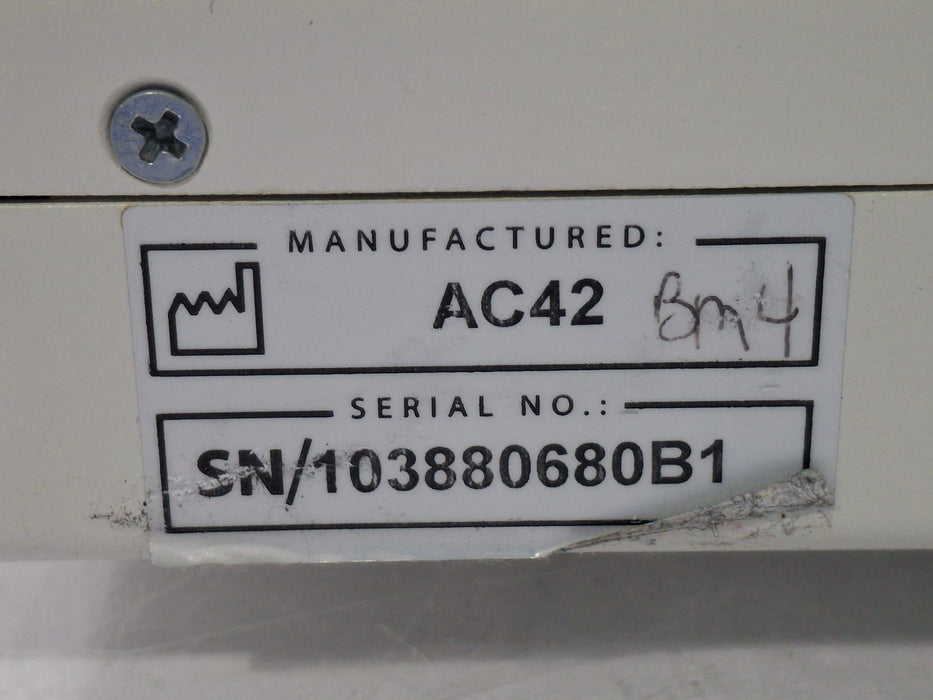 MANUFACTURED:
AC42 Bm4
SERIAL NO.:
SN/103880680B1